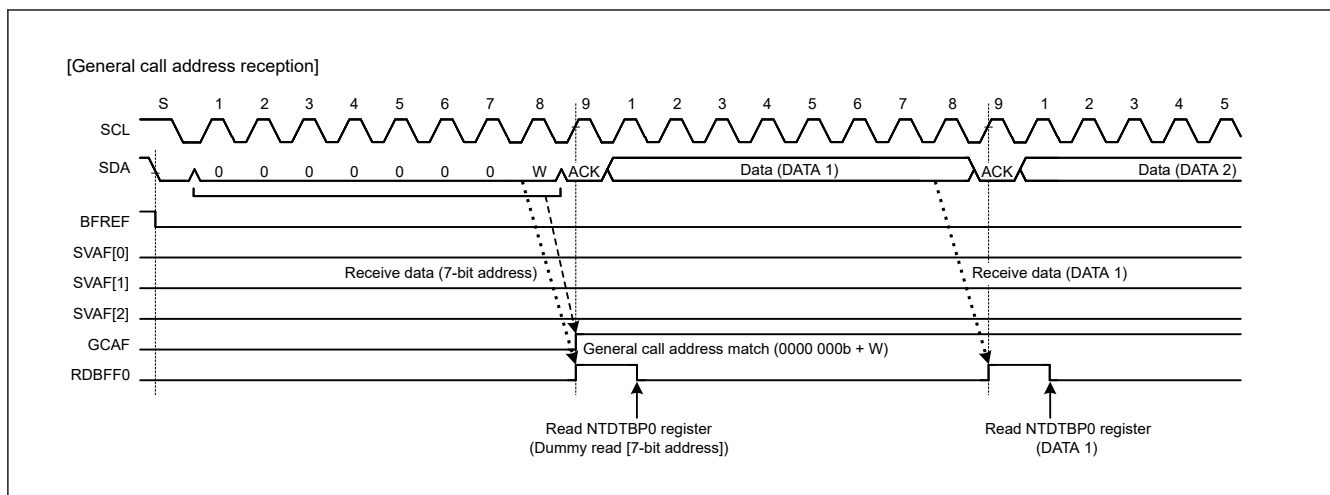 [General call address reception]
S 1 2 3 4 5 6 7 8 9 1 2 3 4 5 6 7 8 9 1 2 3 4 5
SCL
SDA 0 0 0 0 0 0 0 W ACK Data (DATA 1) ACK Data (DATA 2)
BFREF
SVAF[0]
Receive data (7-bit address) Receive data (DATA 1)
SVAF[1]
SVAF[2]
GCAF
General call address match (0000 000b + W)
RDBFF0
Read NTDTBP0 register Read NTDTBP0 register
(Dummy read [7-bit address]) (DATA 1)